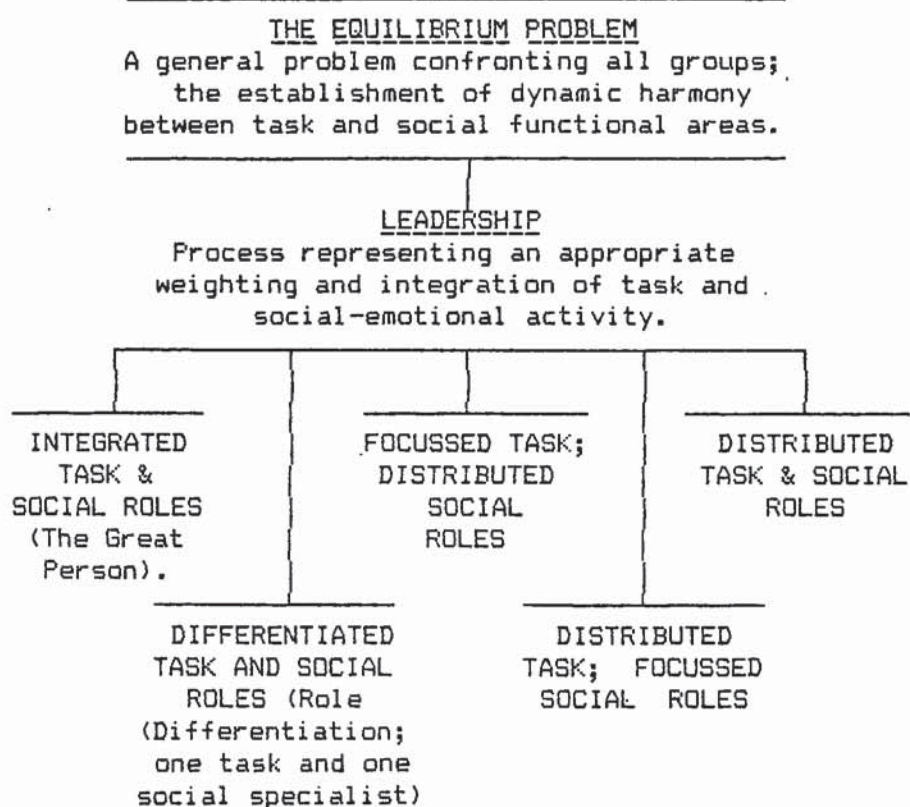 THE EQUILIBRIUM PROBLEM
A general problem confronting all groups;
the establishment of dynamic harmony
between task and social functional areas.
LEADERSHIP
Process representing an appropriate
weighting and integration of task and
social-emotional activity.
INTEGRATED
TASK &
SOCIAL ROLES
(The Great
Person).
FOCUSSED TASK;
DISTRIBUTED
SOCIAL
ROLES
DISTRIBUTED
TASK & SOCIAL
ROLES
DIFFERENTIATED
TASK AND SOCIAL
ROLES (Role
(Differentiation;
one task and one
social specialist)
DISTRIBUTED
TASK; FOCUSSED
SOCIAL ROLES